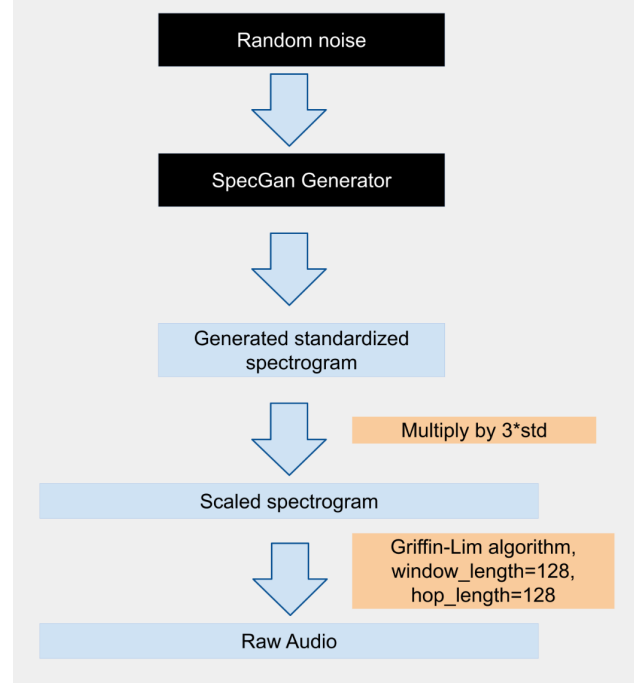 Random noise
SpecGan Generator
Generated standardized
spectrogram
Multiply by 3*std
Scaled spectrogram
Griffin-Lim algorithm,
window_length=128,
hop_length=128
Raw Audio